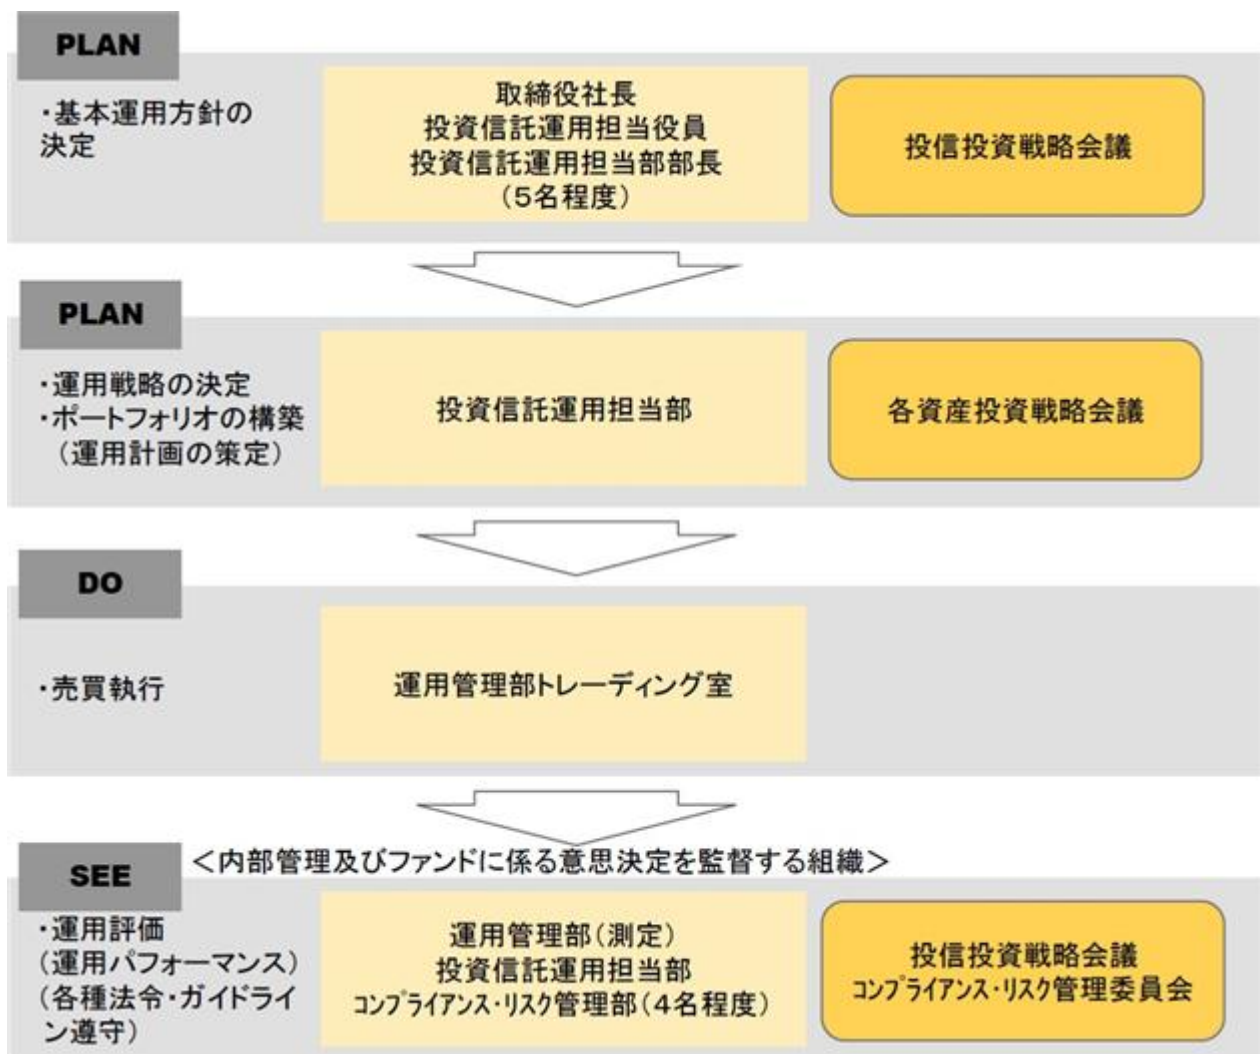 PLAN
・基本運用方針の
決定
取締役社長
投資信託運用担当役員
投資信託運用担当部部長
(5名程度)
投信投資戦略会議
PLAN
・運用戦略の決定
・ポートフォリオの構築
(運用計画の策定)
投資信託運用担当部
各資産投資戦略会議
DO
・売買執行
運用管理部トレーディング室
SEE
＜内部管理及びファンドに係る意思決定を監督する組織＞
・運用評価
(運用パフォーマンス)
(各種法令・ガイドライ
ン遵守)
運用管理部(測定)
投資信託運用担当部
ｺﾝﾌﾟﾗｲｱﾝｽ・ﾘｽｸ管理部(4名程度)
投信投資戦略会議
ｺﾝﾌﾟﾗｲｱﾝｽ・ﾘｽｸ管理委員会